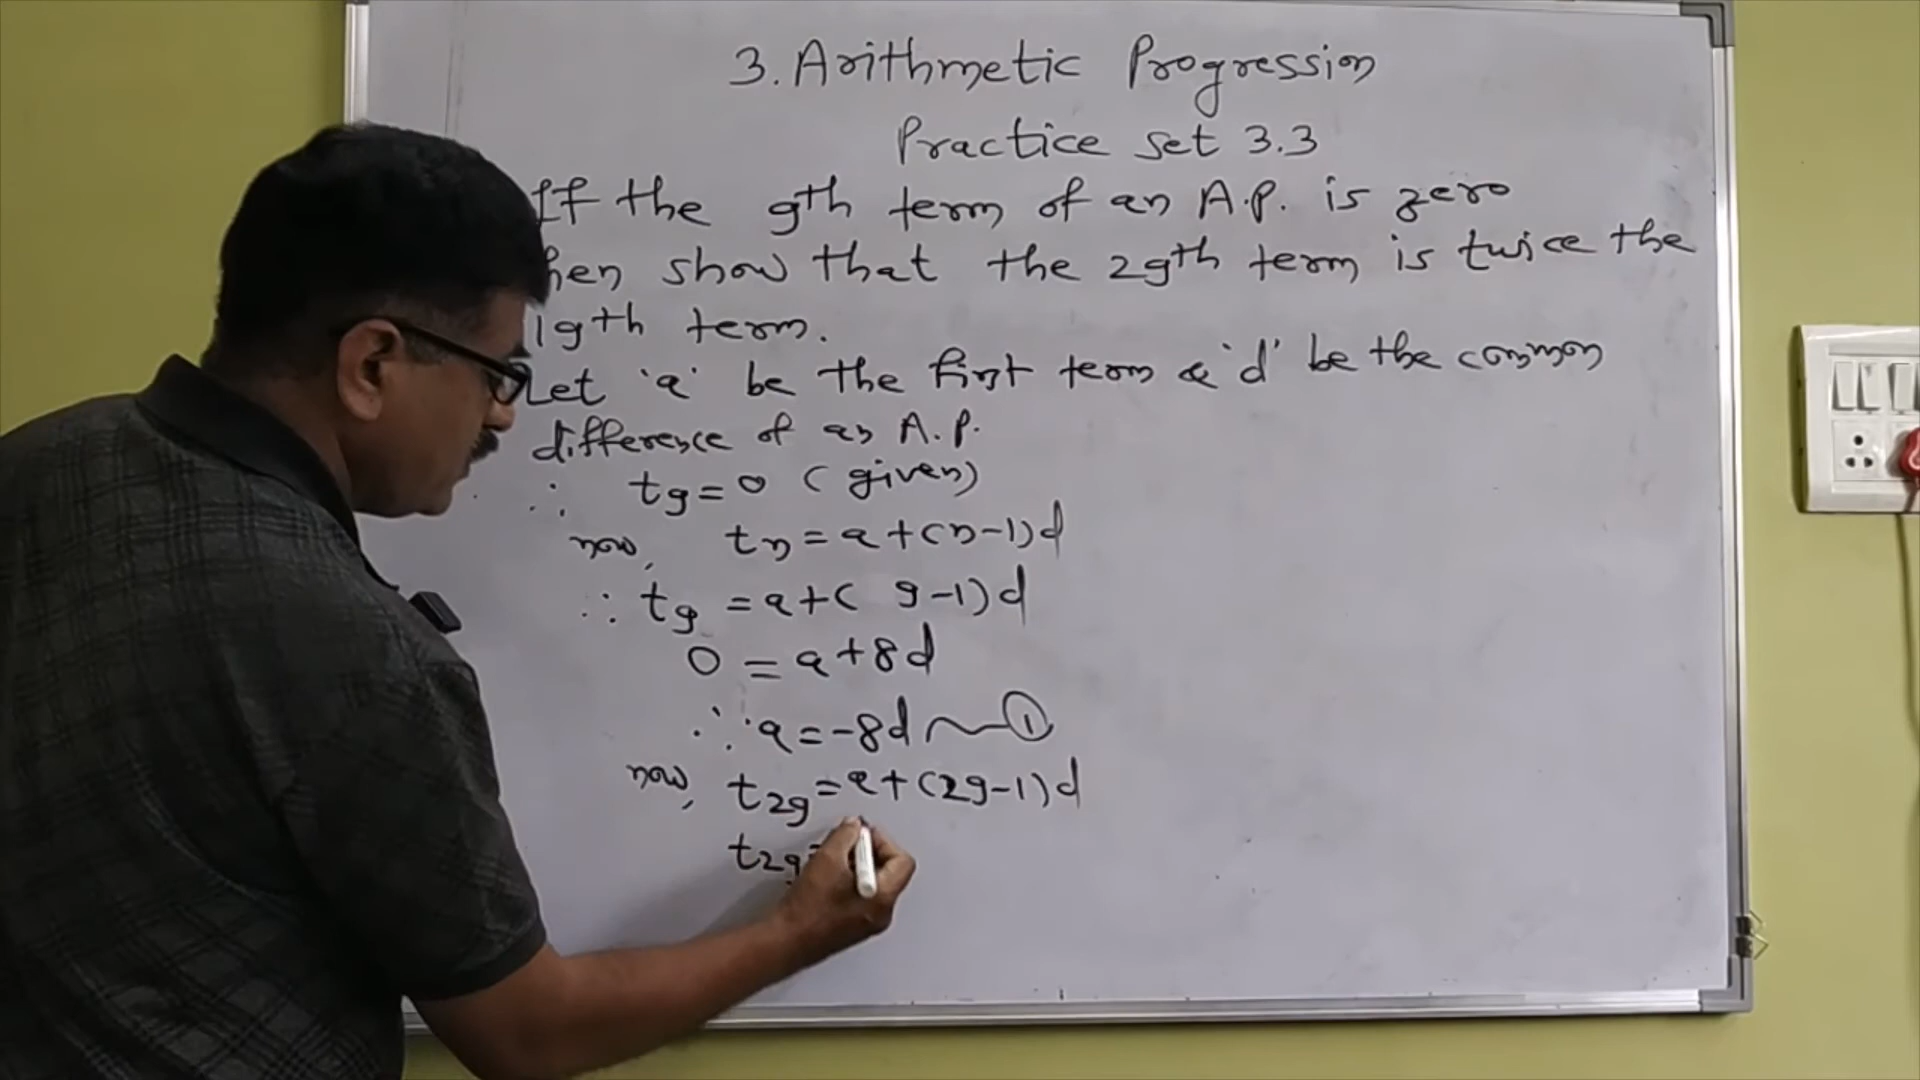 3. Arithmetic Progression
Practice set 3.3
If the 9th term of an A.P. is zero
hen show that the 29th term is twice the
19th term.
Let 'a' be the first term & 'd' be the common
difference of an A.P.
∴ t9 = 0 (given)
now, tn = a+(n-1)d
∴ t9 = a+( 9-1)d
0 = a+8d
∴ a = -8d ~ ①
now, t29 = a+(29-1)d
t29=